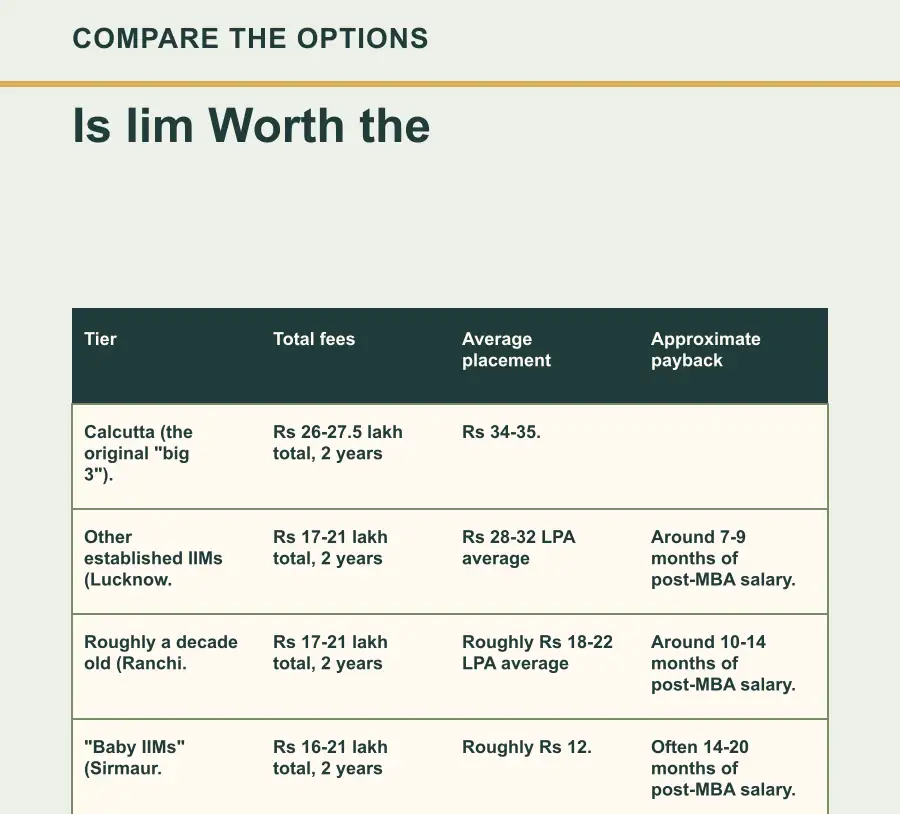 COMPARE THE OPTIONS
Is Iim Worth the
Tier
Total fees
Average
placement
Approximate
payback
Calcutta (the
original "big
3").
Rs 26-27.5 lakh
total, 2 years
Rs 34-35.
Other
established IIMs
(Lucknow.
Rs 17-21 lakh
total, 2 years
Rs 28-32 LPA
average
Around 7-9
months of
post-MBA salary.
Roughly a decade
old (Ranchi.
Rs 17-21 lakh
total, 2 years
Roughly Rs 18-22
LPA average
Around 10-14
months of
post-MBA salary.
"Baby IIMs"
(Sirmaur.
Rs 16-21 lakh
total, 2 years
Roughly Rs 12.
Often 14-20
months of
post-MBA salary.